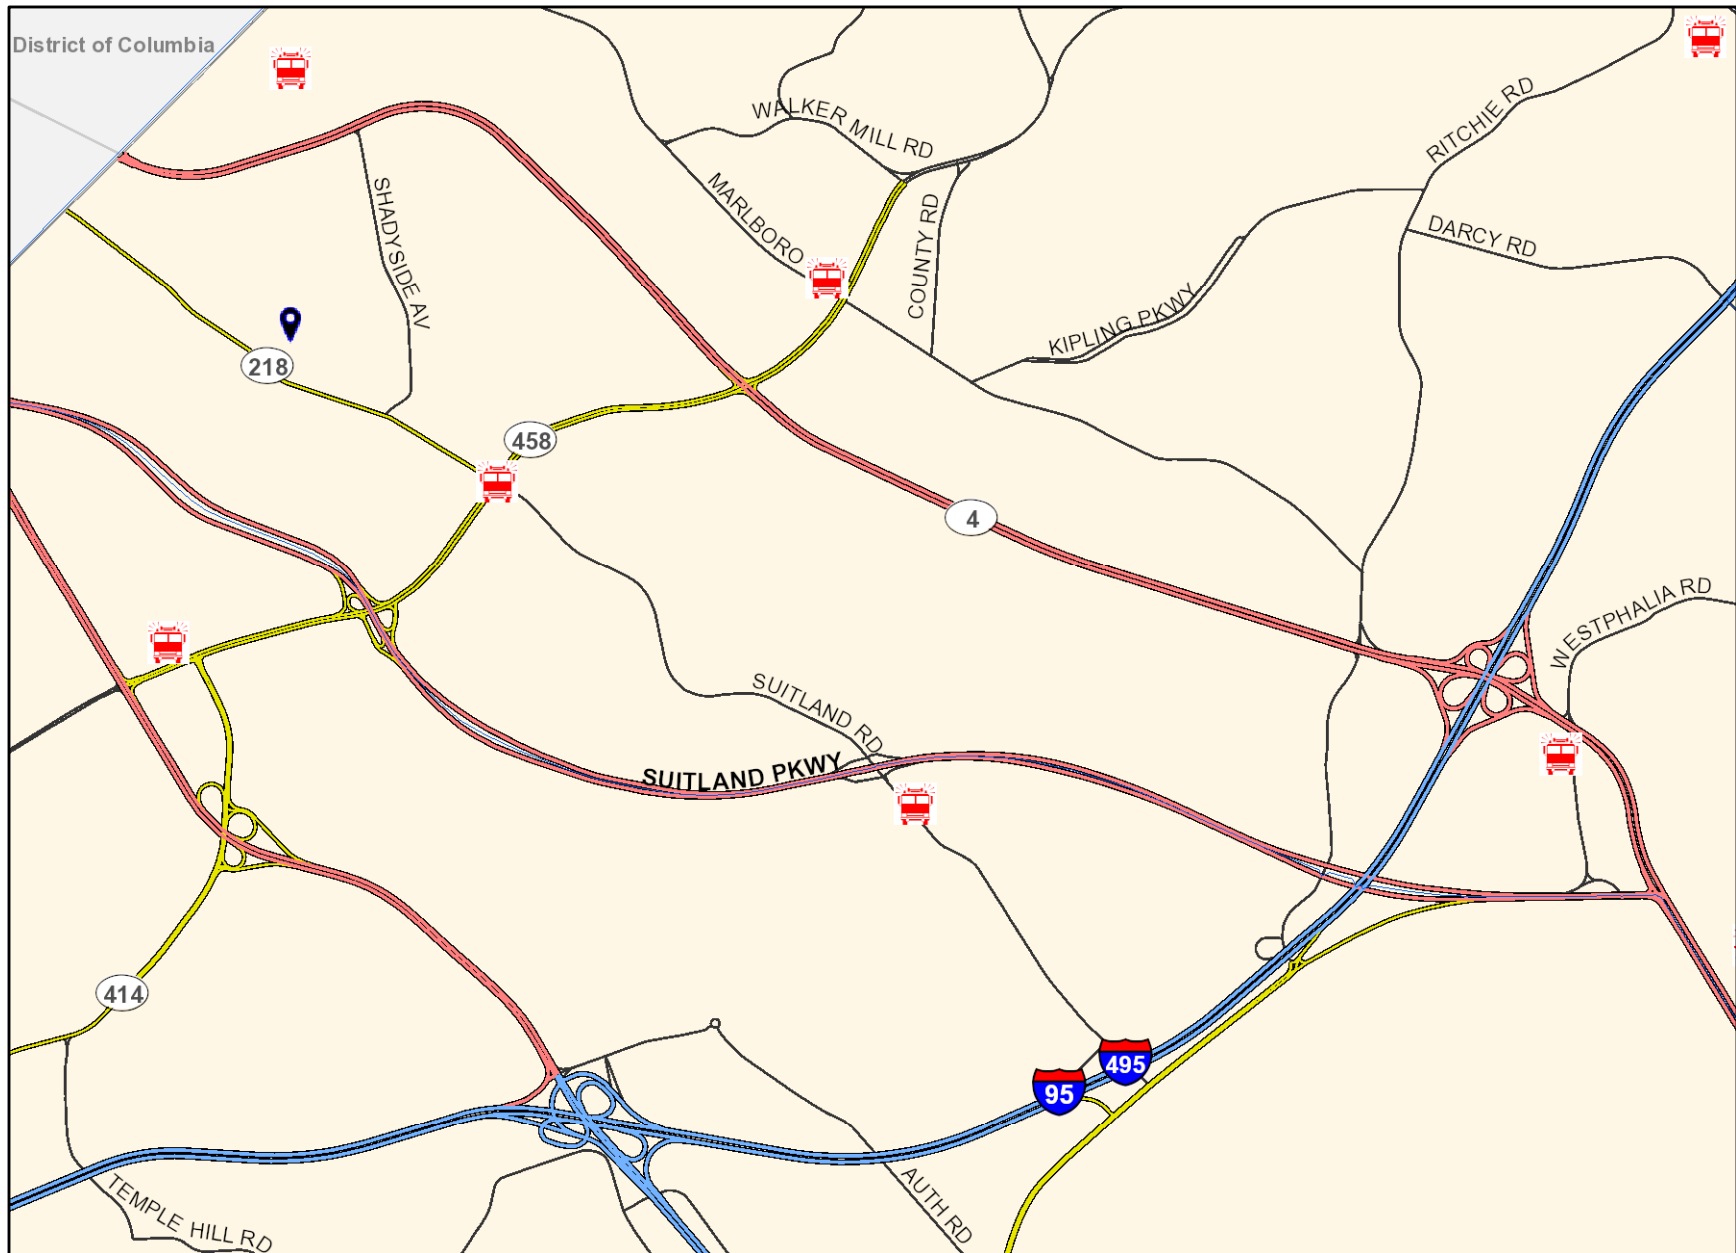 District of Columbia
WALKER MILL RD
RITCHIE RD
SHADYSIDE AV
MARLBORO
COUNTY RD
DARCY RD
KIPLING PKWY
218
458
4
WESTPHALIA RD
SUITLAND RD
SUITLAND PKWY
414
495
95
TEMPLE HILL RD
AUTH RD